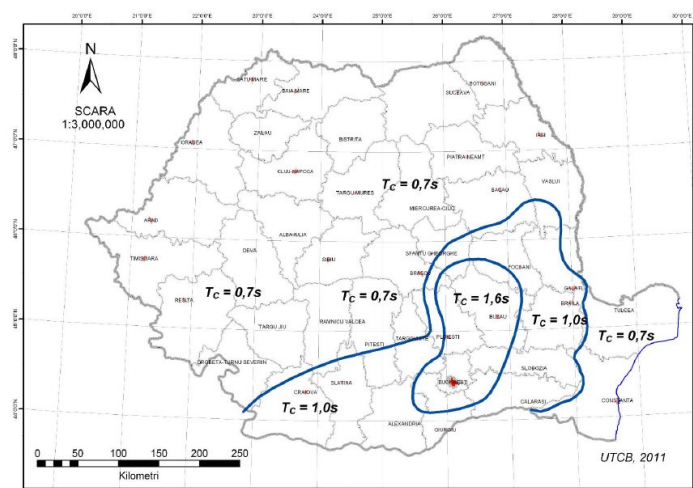 20°0'0"E 21°0'0"E 22°0'0"E 23°0'0"E 24°0'0"E 25°0'0"E 26°0'0"E 27°0'0"E 28°0'0"E 29°0'0"E
N
SCARA
1:3,000,000
SATU MARE
BAIA MARE
BOTOSANI
SUCEAVA
ZALAU
ORADEA
BISTRITA
IASI
PIATRA NEAMT
CLUJ-NAPOCA
TC = 0,7s
TARGU MURES
BACAU
VASLUI
MIERCUREA-CIUC
ARAD
ALBA-IULIA
DEVA
SFANTU GHEORGHE
TIMISOARA
SIBIU
BRASOV
FOCSANI
GALATI
RESITA
TC = 0,7s
TC = 0,7s
TC = 1,6s
BRAILA
TULCEA
TARGU JIU
RAMNICU VALCEA
BUZAU
TC = 1,0s
PITESTI
TARGOVISTE
PLOIESTI
TC = 0,7s
DROBETA-TURNU SEVERIN
SLOBOZIA
SLATINA
BUCURESTI
CRAIOVA
CALARASI
CONSTANTA
TC = 1,0s
ALEXANDRIA
GIURGIU
UTCB, 2011
0 50 100 150 200 250
Kilometri